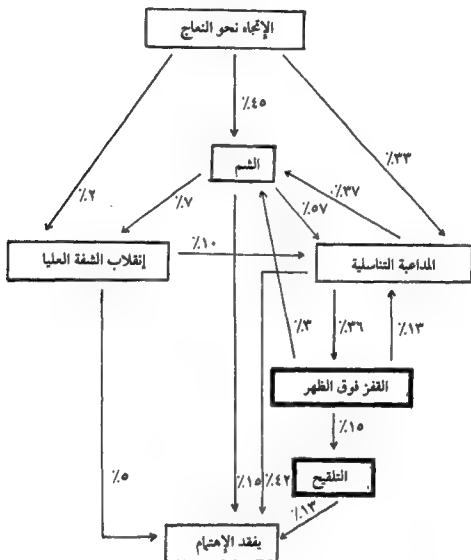 الإتجاه نحو النعاج
٪٤٥
٪٣٣
٪٢
الشم
٪٧
٪٥٧
٪٣٧
إنقلاب الشفة العليا
٪١٠
المداعبة التناسلية
٪٣
٪٣٦
٪١٣
القفز فوق الظهر
٪١٥
التلقيح
٪٥
٪١٥
٪٤٢
٪١٣
يفقد الإهتمام